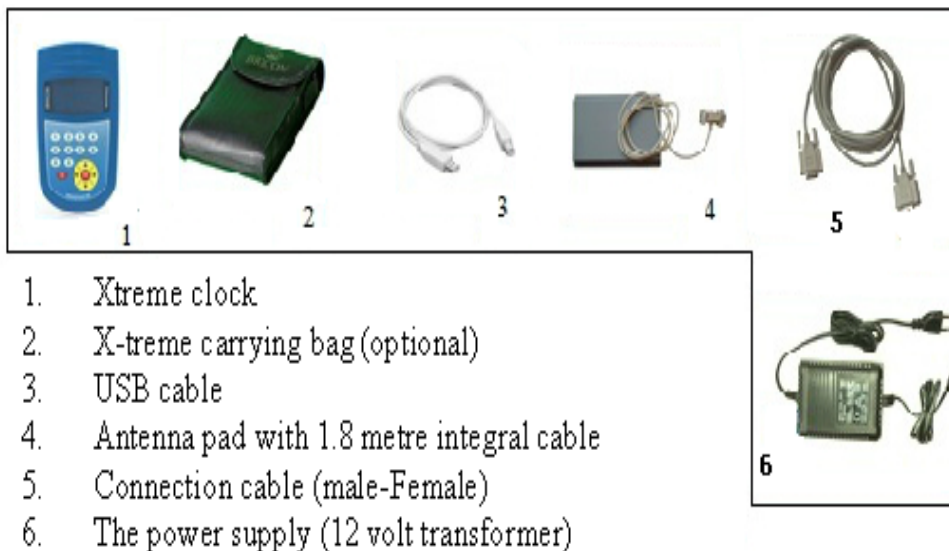 BRICON
1
2
3
4
5
6
1. Xtreme clock
2. X-treme carrying bag (optional)
3. USB cable
4. Antenna pad with 1.8 metre integral cable
5. Connection cable (male-Female)
6. The power supply (12 volt transformer)